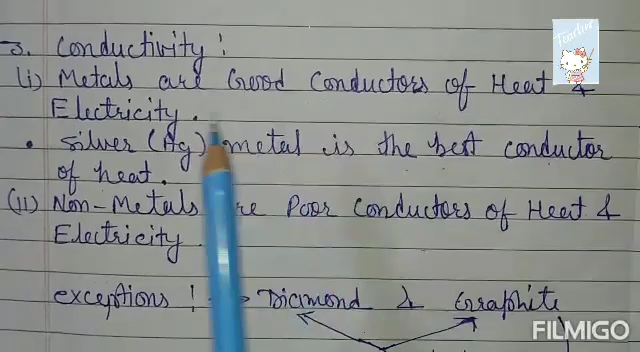 3. Conductivity :
(i) Metals are Good Conductors of Heat &
Electricity.
• Silver (Ag) metal is the best conductor
of heat.
(ii) Non-Metals are Poor Conductors of Heat &
Electricity.
exceptions : -> Diamond & Graphite
Teacher
FILMIGO